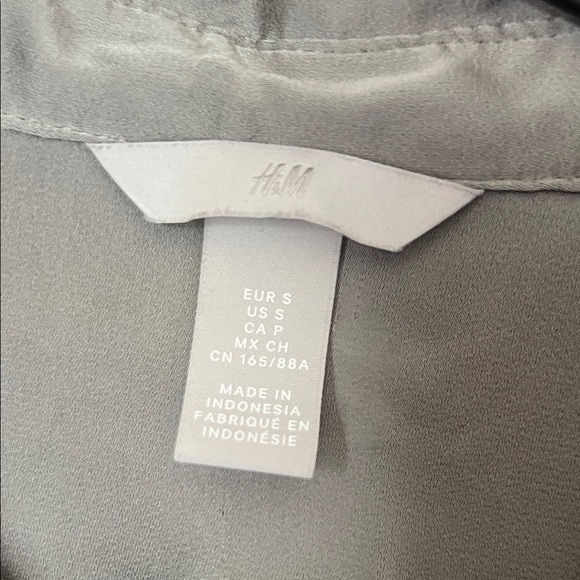 H&M
EUR S
US S
CA P
MX CH
CN 165/88A
MADE IN
INDONESIA
FABRIQUÉ EN
INDONÉSIE